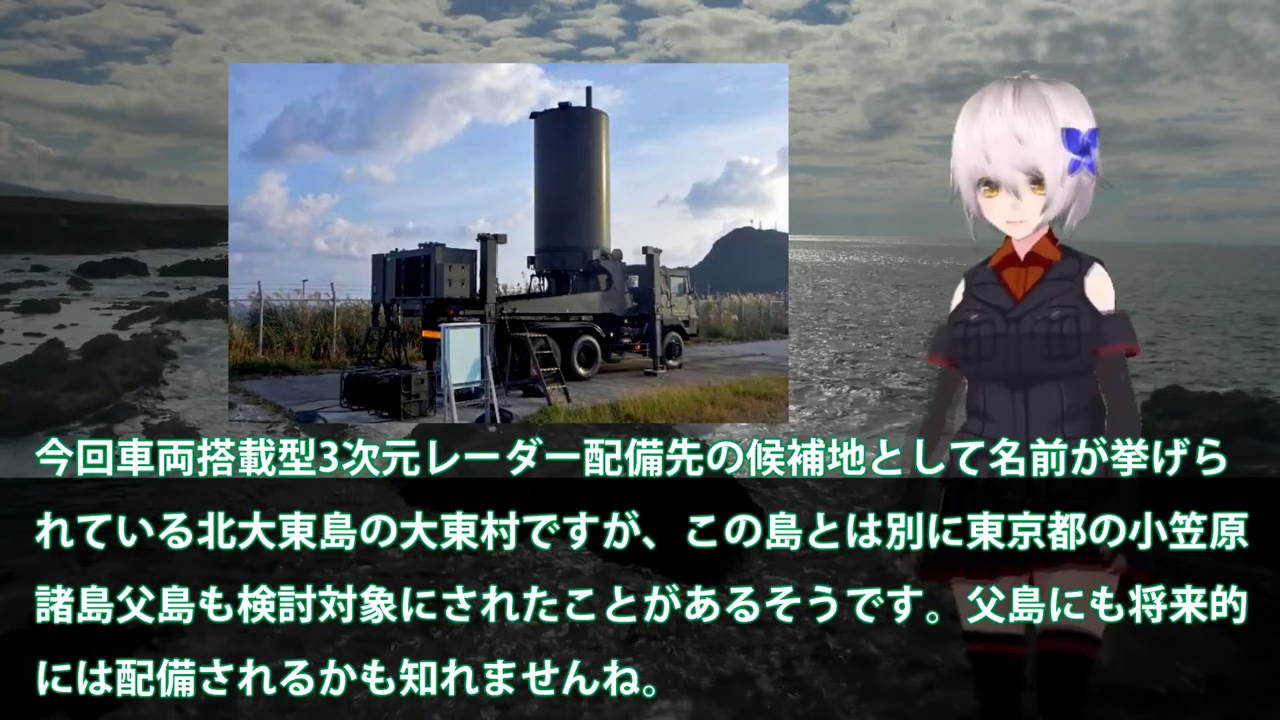 今回車両搭載型3次元レーダー配備先の候補地として名前が挙げら
れている北大東島の大東村ですが、この島とは別に東京都の小笠原
諸島父島も検討対象にされたことがあるそうです。父島にも将来的
には配備されるかも知れませんね。